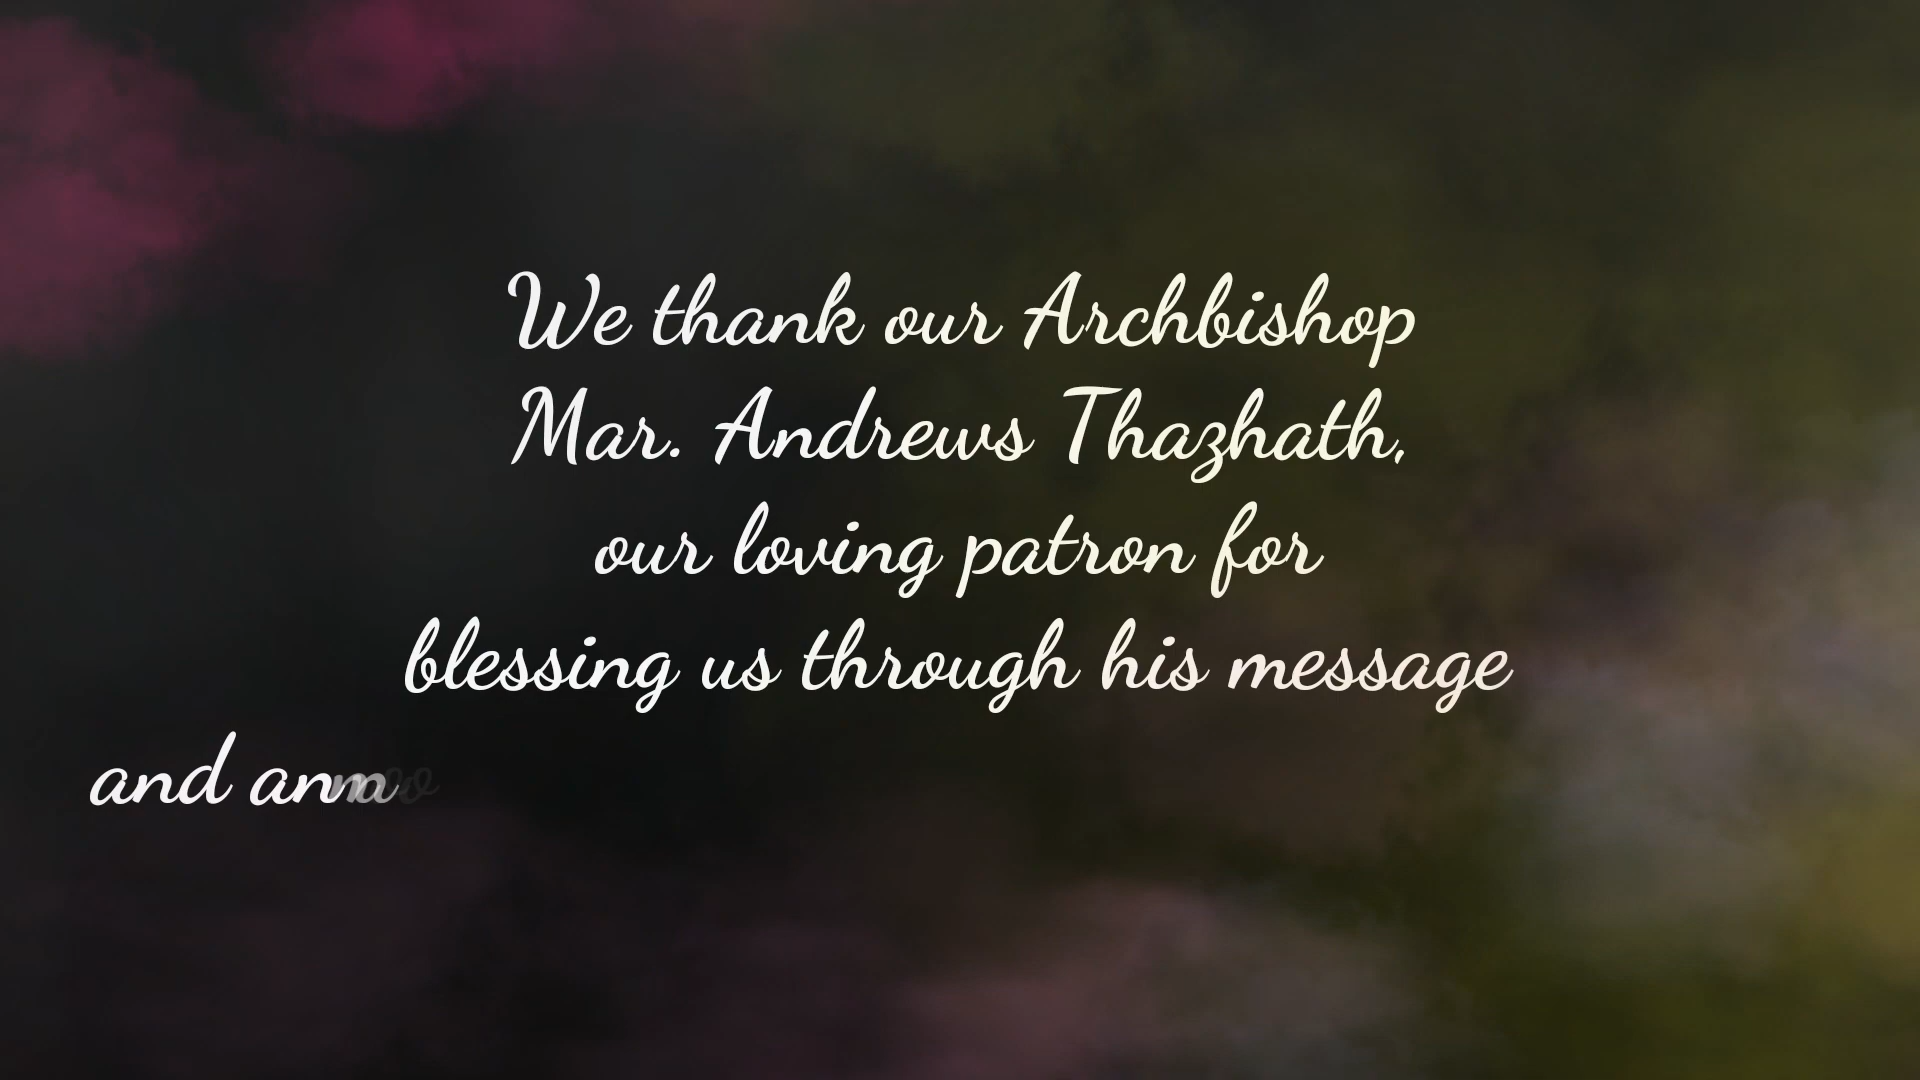 We thank our Archbishop
Mar. Andrews Thazhath,
our loving patron for
blessing us through his message
and